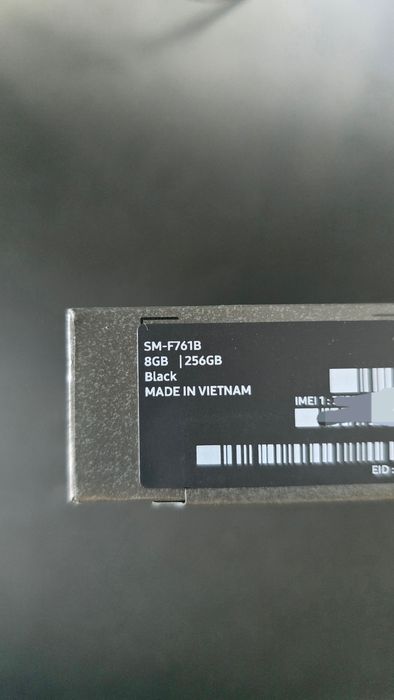 SM-F761B
8GB | 256GB
Black
MADE IN VIETNAM
IMEI 1 :
EID :